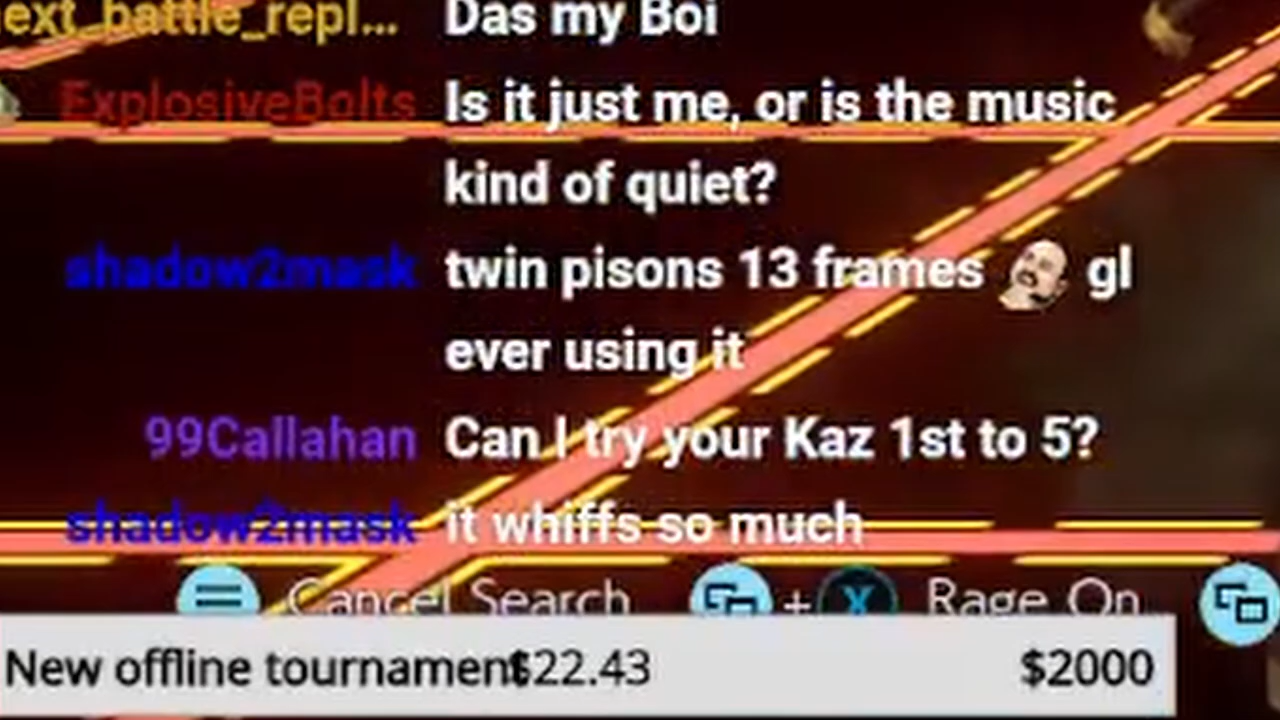 ext_battle_repl... Das my Boi
ExplosiveBolts Is it just me, or is the music
kind of quiet?
shadow2mask twin pisons 13 frames gl
ever using it
99Callahan Can I try your Kaz 1st to 5?
shadow2mask it whiffs so much
Cancel Search + X Rage On
New offline tournament $22.43 $2000